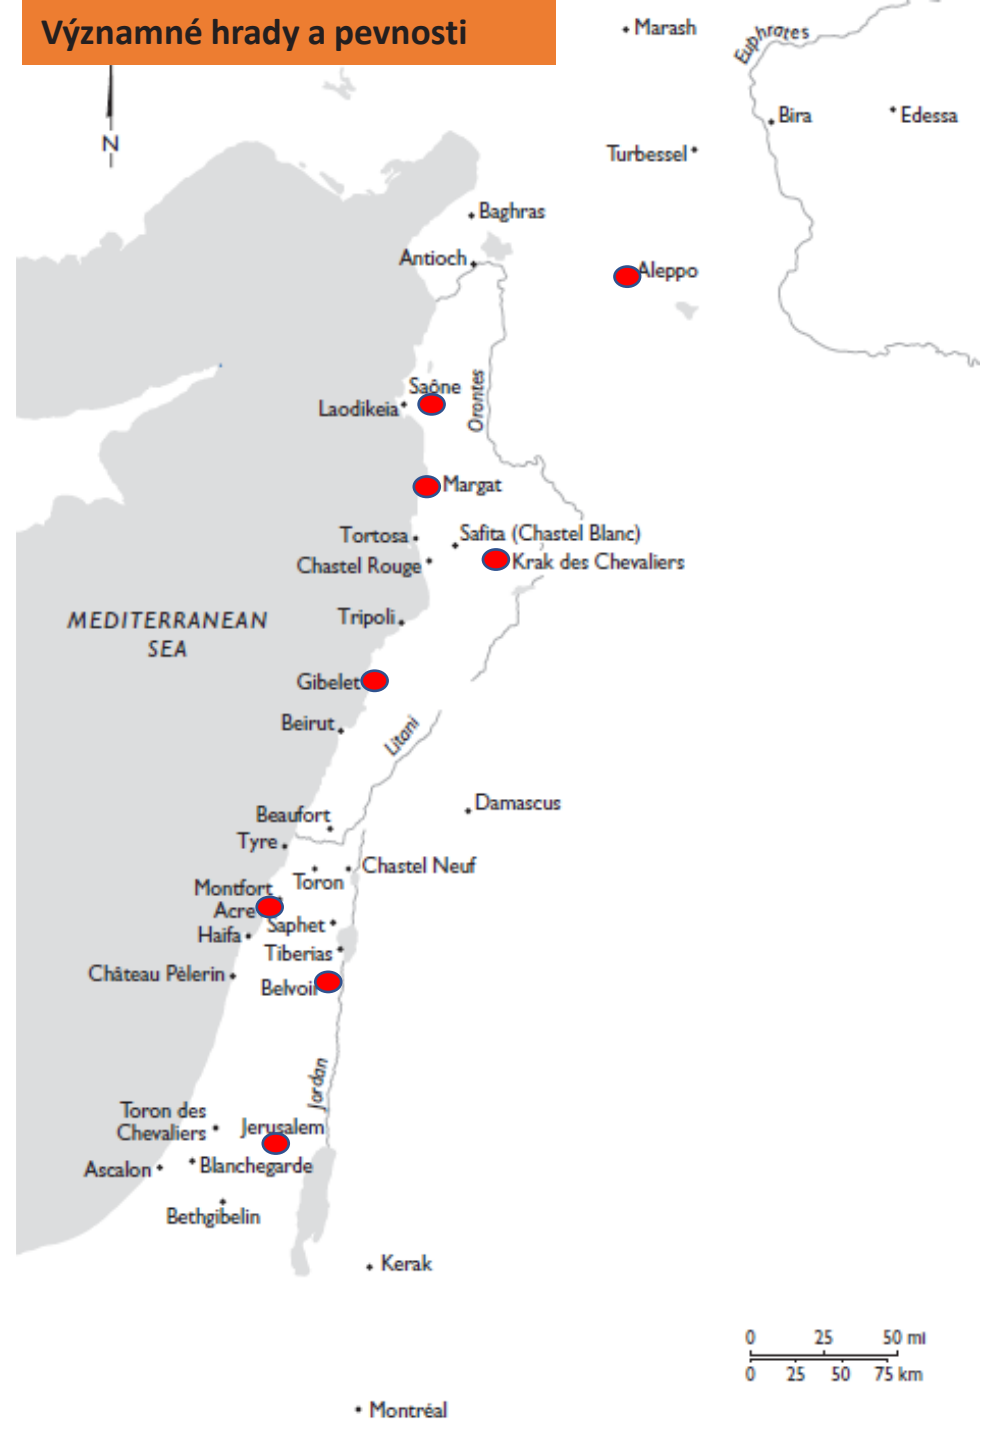 Významné hrady a pevnosti
Marash
Euphrates
N
Bira
Edessa
Turbessel
Baghras
Antioch
Aleppo
Saône
Laodikeia
Orontes
Margat
Tortosa
Safita (Chastel Blanc)
Chastel Rouge
Krak des Chevaliers
MEDITERRANEAN
SEA
Tripoli
Gibelet
Beirut
Litani
Damascus
Beaufort
Tyre
Chastel Neuf
Toron
Montfort
Acre
Saphet
Haifa
Tiberias
Château Pèlerin
Belvoir
Jordan
Toron des
Chevaliers
Jerusalem
Ascalon
Blanchegarde
Bethgibelin
Kerak
0 25 50 mi
0 25 50 75 km
Montréal